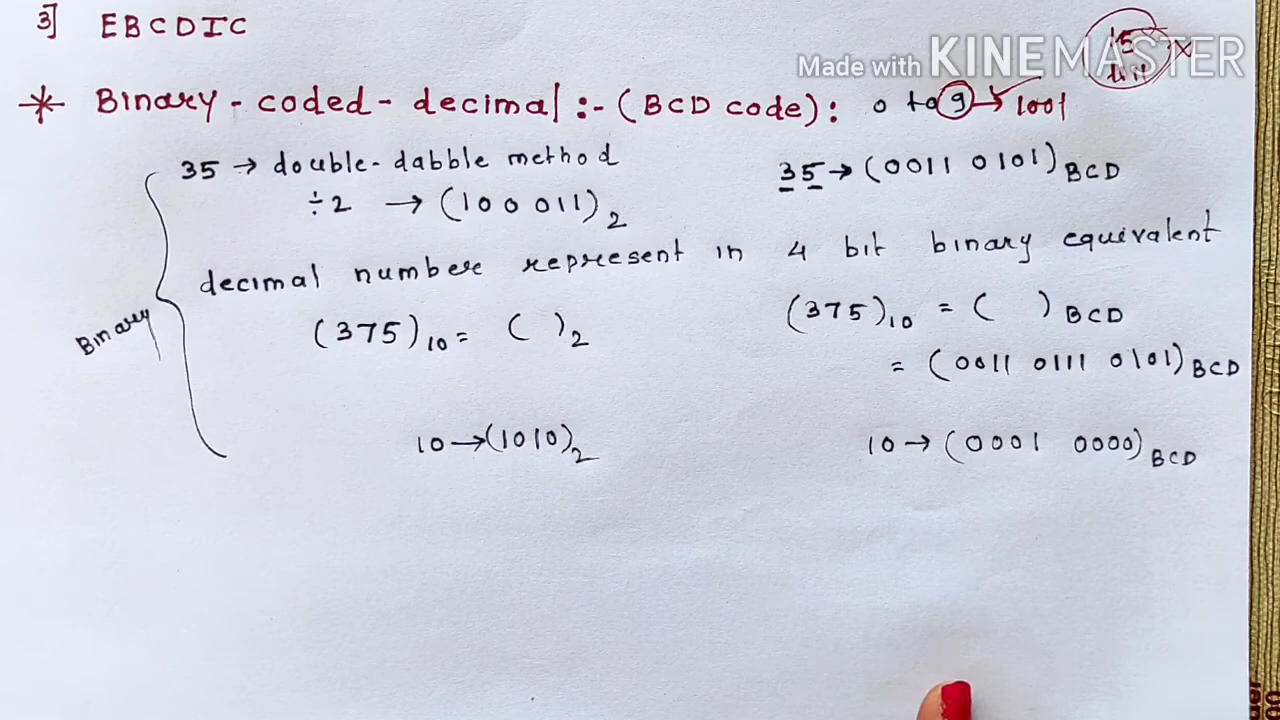 3] EBCDIC
Made with KINEMASTER
15
* Binary-coded-decimal:- (BCD code): 0 to 9 → 1001
35 → double-dabble method
÷2 → (100011)₂
35 → (0011 0101)BCD
decimal number represent in 4 bit binary equivalent
Binary
(375)₁₀ = ( )₂
(375)₁₀ = ( )BCD
= (0011 0111 0101)BCD
10 → (1010)₂
10 → (0001 0000)BCD